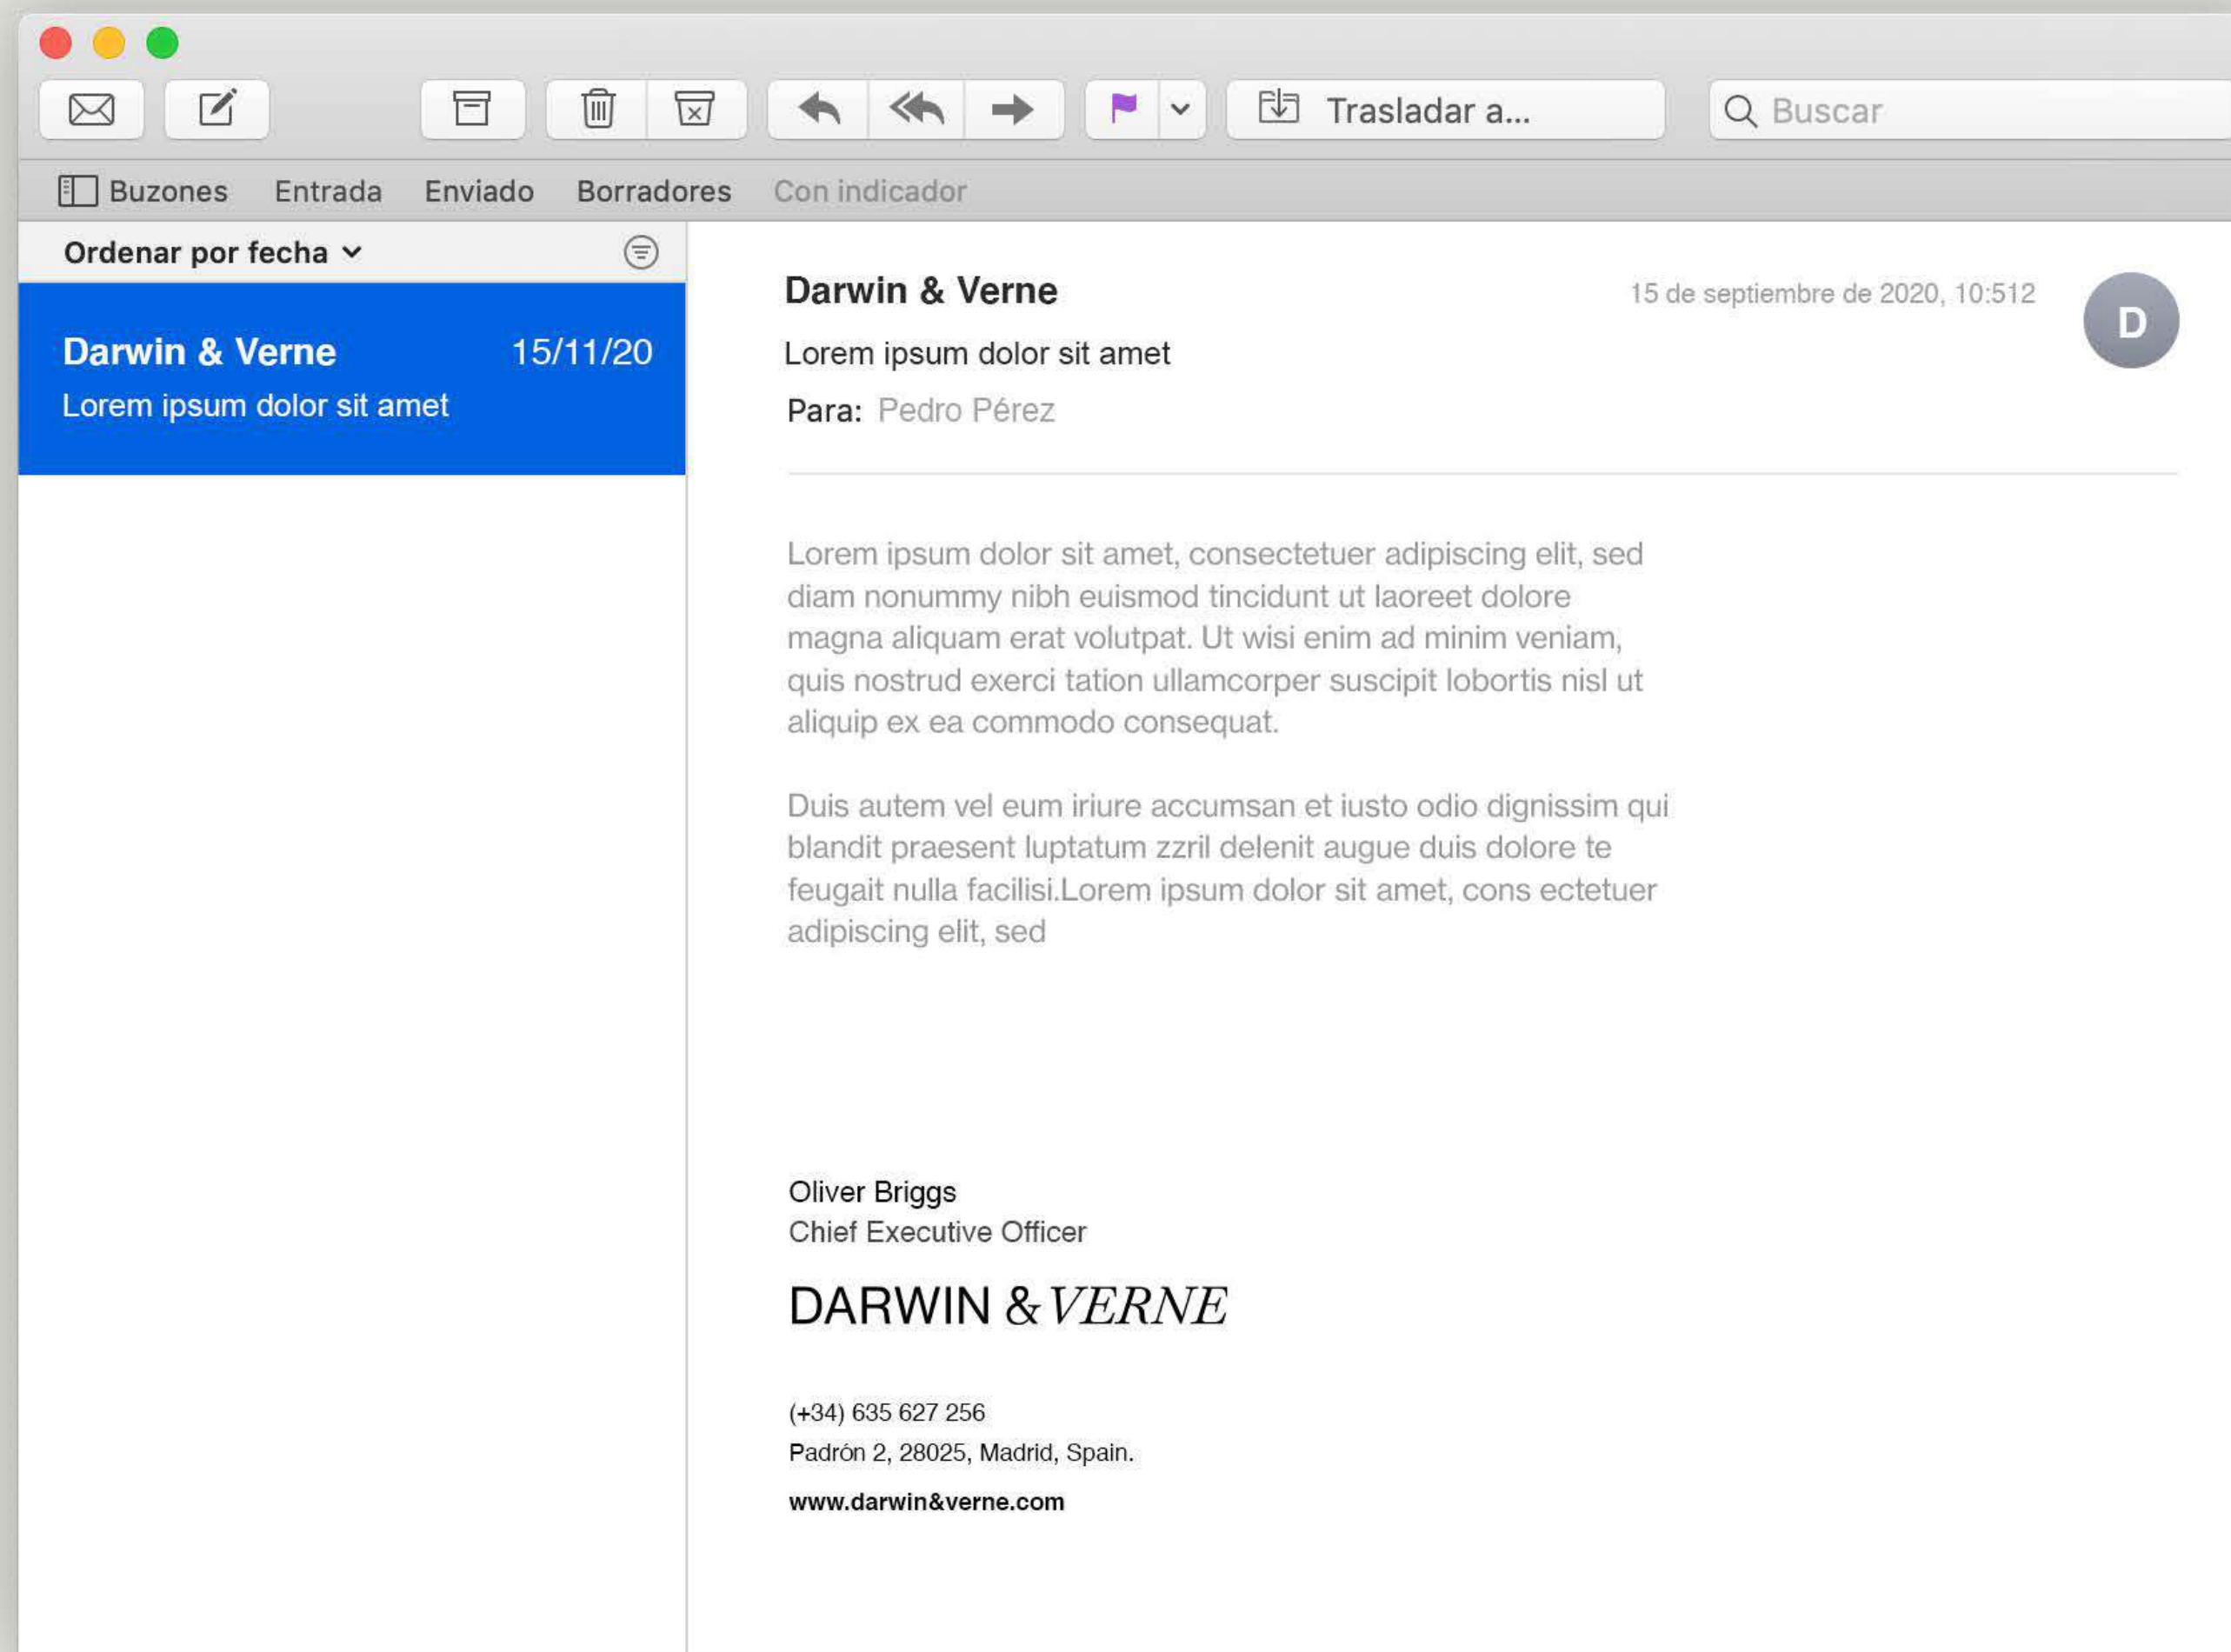 Trasladar a...
Buscar
Buzones Entrada Enviado Borradores Con indicador
Ordenar por fecha
Darwin & Verne 15/11/20
Lorem ipsum dolor sit amet
Darwin & Verne 15 de septiembre de 2020, 10:512
D
Lorem ipsum dolor sit amet
Para: Pedro Pérez
Lorem ipsum dolor sit amet, consectetuer adipiscing elit, sed
diam nonummy nibh euismod tincidunt ut laoreet dolore
magna aliquam erat volutpat. Ut wisi enim ad minim veniam,
quis nostrud exerci tation ullamcorper suscipit lobortis nisl ut
aliquip ex ea commodo consequat.
Duis autem vel eum iriure accumsan et iusto odio dignissim qui
blandit praesent luptatum zzril delenit augue duis dolore te
feugait nulla facilisi.Lorem ipsum dolor sit amet, cons ectetuer
adipiscing elit, sed
Oliver Briggs
Chief Executive Officer
DARWIN & VERNE
(+34) 635 627 256
Padrón 2, 28025, Madrid, Spain.
www.darwin&verne.com